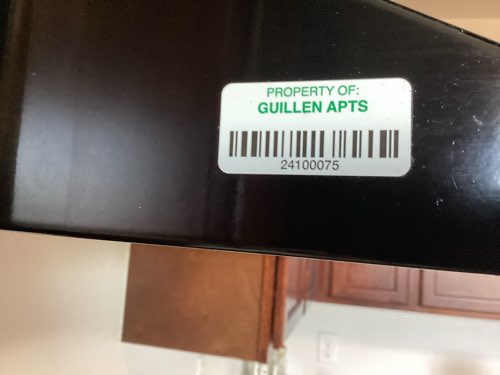 PROPERTY OF:
GUILLEN APTS
24100075